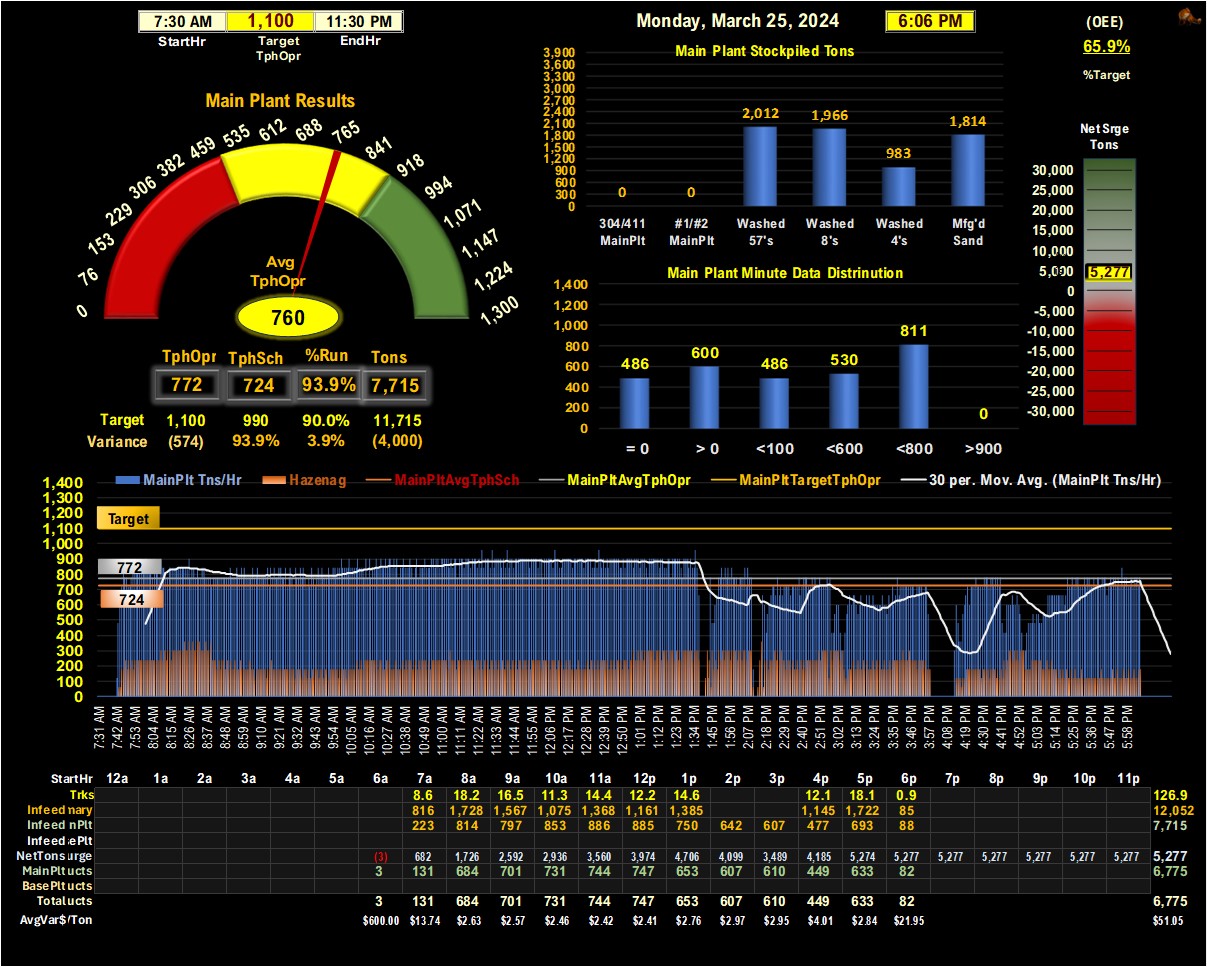 7:30 AM 1,100 11:30 PM
StartHr Target TphOpr EndHr
Monday, March 25, 2024 6:06 PM
(OEE)
65.9%
%Target
Main Plant Results
0 76 153 229 306 382 459 535 612 688 765 841 918 994 1,071 1,147 1,224 1,300
Avg
TphOpr
760
TphOpr TphSch %Run Tons
772 724 93.9% 7,715
Target 1,100 990 90.0% 11,715
Variance (574) 93.9% 3.9% (4,000)
Main Plant Stockpiled Tons
3,900
3,600
3,300
3,000
2,700
2,400
2,100
1,800
1,500
1,200
900
600
300
0
0 0 2,012 1,966 983 1,814
304/411 #1/#2 Washed Washed Washed Mfg'd
MainPlt MainPlt 57's 8's 4's Sand
Main Plant Minute Data Distrinution
1,400
1,200
1,000
800
600
400
200
0
486 600 486 530 811 0
= 0 > 0 <100 <600 <800 >900
Net Srge
Tons
30,000
25,000
20,000
15,000
10,000
5,000
0
-5,000
-10,000
-15,000
-20,000
-25,000
-30,000
5,277
MainPlt Tns/Hr Hazenag MainPltAvgTphSch MainPltAvgTphOpr MainPltTargetTphOpr 30 per. Mov. Avg. (MainPlt Tns/Hr)
1,400
1,300
1,200
1,100
1,000
900
800
700
600
500
400
300
200
100
0
Target
772
724
7:31 AM 7:42 AM 7:53 AM 8:04 AM 8:15 AM 8:26 AM 8:37 AM 8:48 AM 8:59 AM 9:10 AM 9:21 AM 9:32 AM 9:43 AM 9:54 AM 10:05 AM 10:16 AM 10:27 AM 10:38 AM 10:49 AM 11:00 AM 11:11 AM 11:22 AM 11:33 AM 11:44 AM 11:55 AM 12:06 PM 12:17 PM 12:28 PM 12:39 PM 12:50 PM 1:01 PM 1:12 PM 1:23 PM 1:34 PM 1:45 PM 1:56 PM 2:07 PM 2:18 PM 2:29 PM 2:40 PM 2:51 PM 3:02 PM 3:13 PM 3:24 PM 3:35 PM 3:46 PM 3:57 PM 4:08 PM 4:19 PM 4:30 PM 4:41 PM 4:52 PM 5:03 PM 5:14 PM 5:25 PM 5:36 PM 5:47 PM 5:58 PM
StartHr 12a 1a 2a 3a 4a 5a 6a 7a 8a 9a 10a 11a 12p 1p 2p 3p 4p 5p 6p 7p 8p 9p 10p 11p
Trks 8.6 18.2 16.5 11.3 14.4 12.2 14.6 12.1 18.1 0.9 126.9
Infeed nary 816 1,728 1,567 1,075 1,368 1,161 1,385 1,145 1,722 85 12,052
Infeed nPlt 223 814 797 853 886 885 750 642 607 477 693 88 7,715
Infeed ePlt
NetTons urge (3) 682 1,726 2,592 2,936 3,560 3,974 4,706 4,099 3,489 4,185 5,274 5,277 5,277 5,277 5,277 5,277 5,277 5,277
MainPl ucts 3 131 684 701 731 744 747 653 607 610 449 633 82 6,775
BasePlt ucts
Total ucts 3 131 684 701 731 744 747 653 607 610 449 633 82 6,775
AvgVar$/Ton $600.00 $13.74 $2.63 $2.57 $2.46 $2.42 $2.41 $2.76 $2.97 $2.95 $4.01 $2.84 $21.95 $51.05